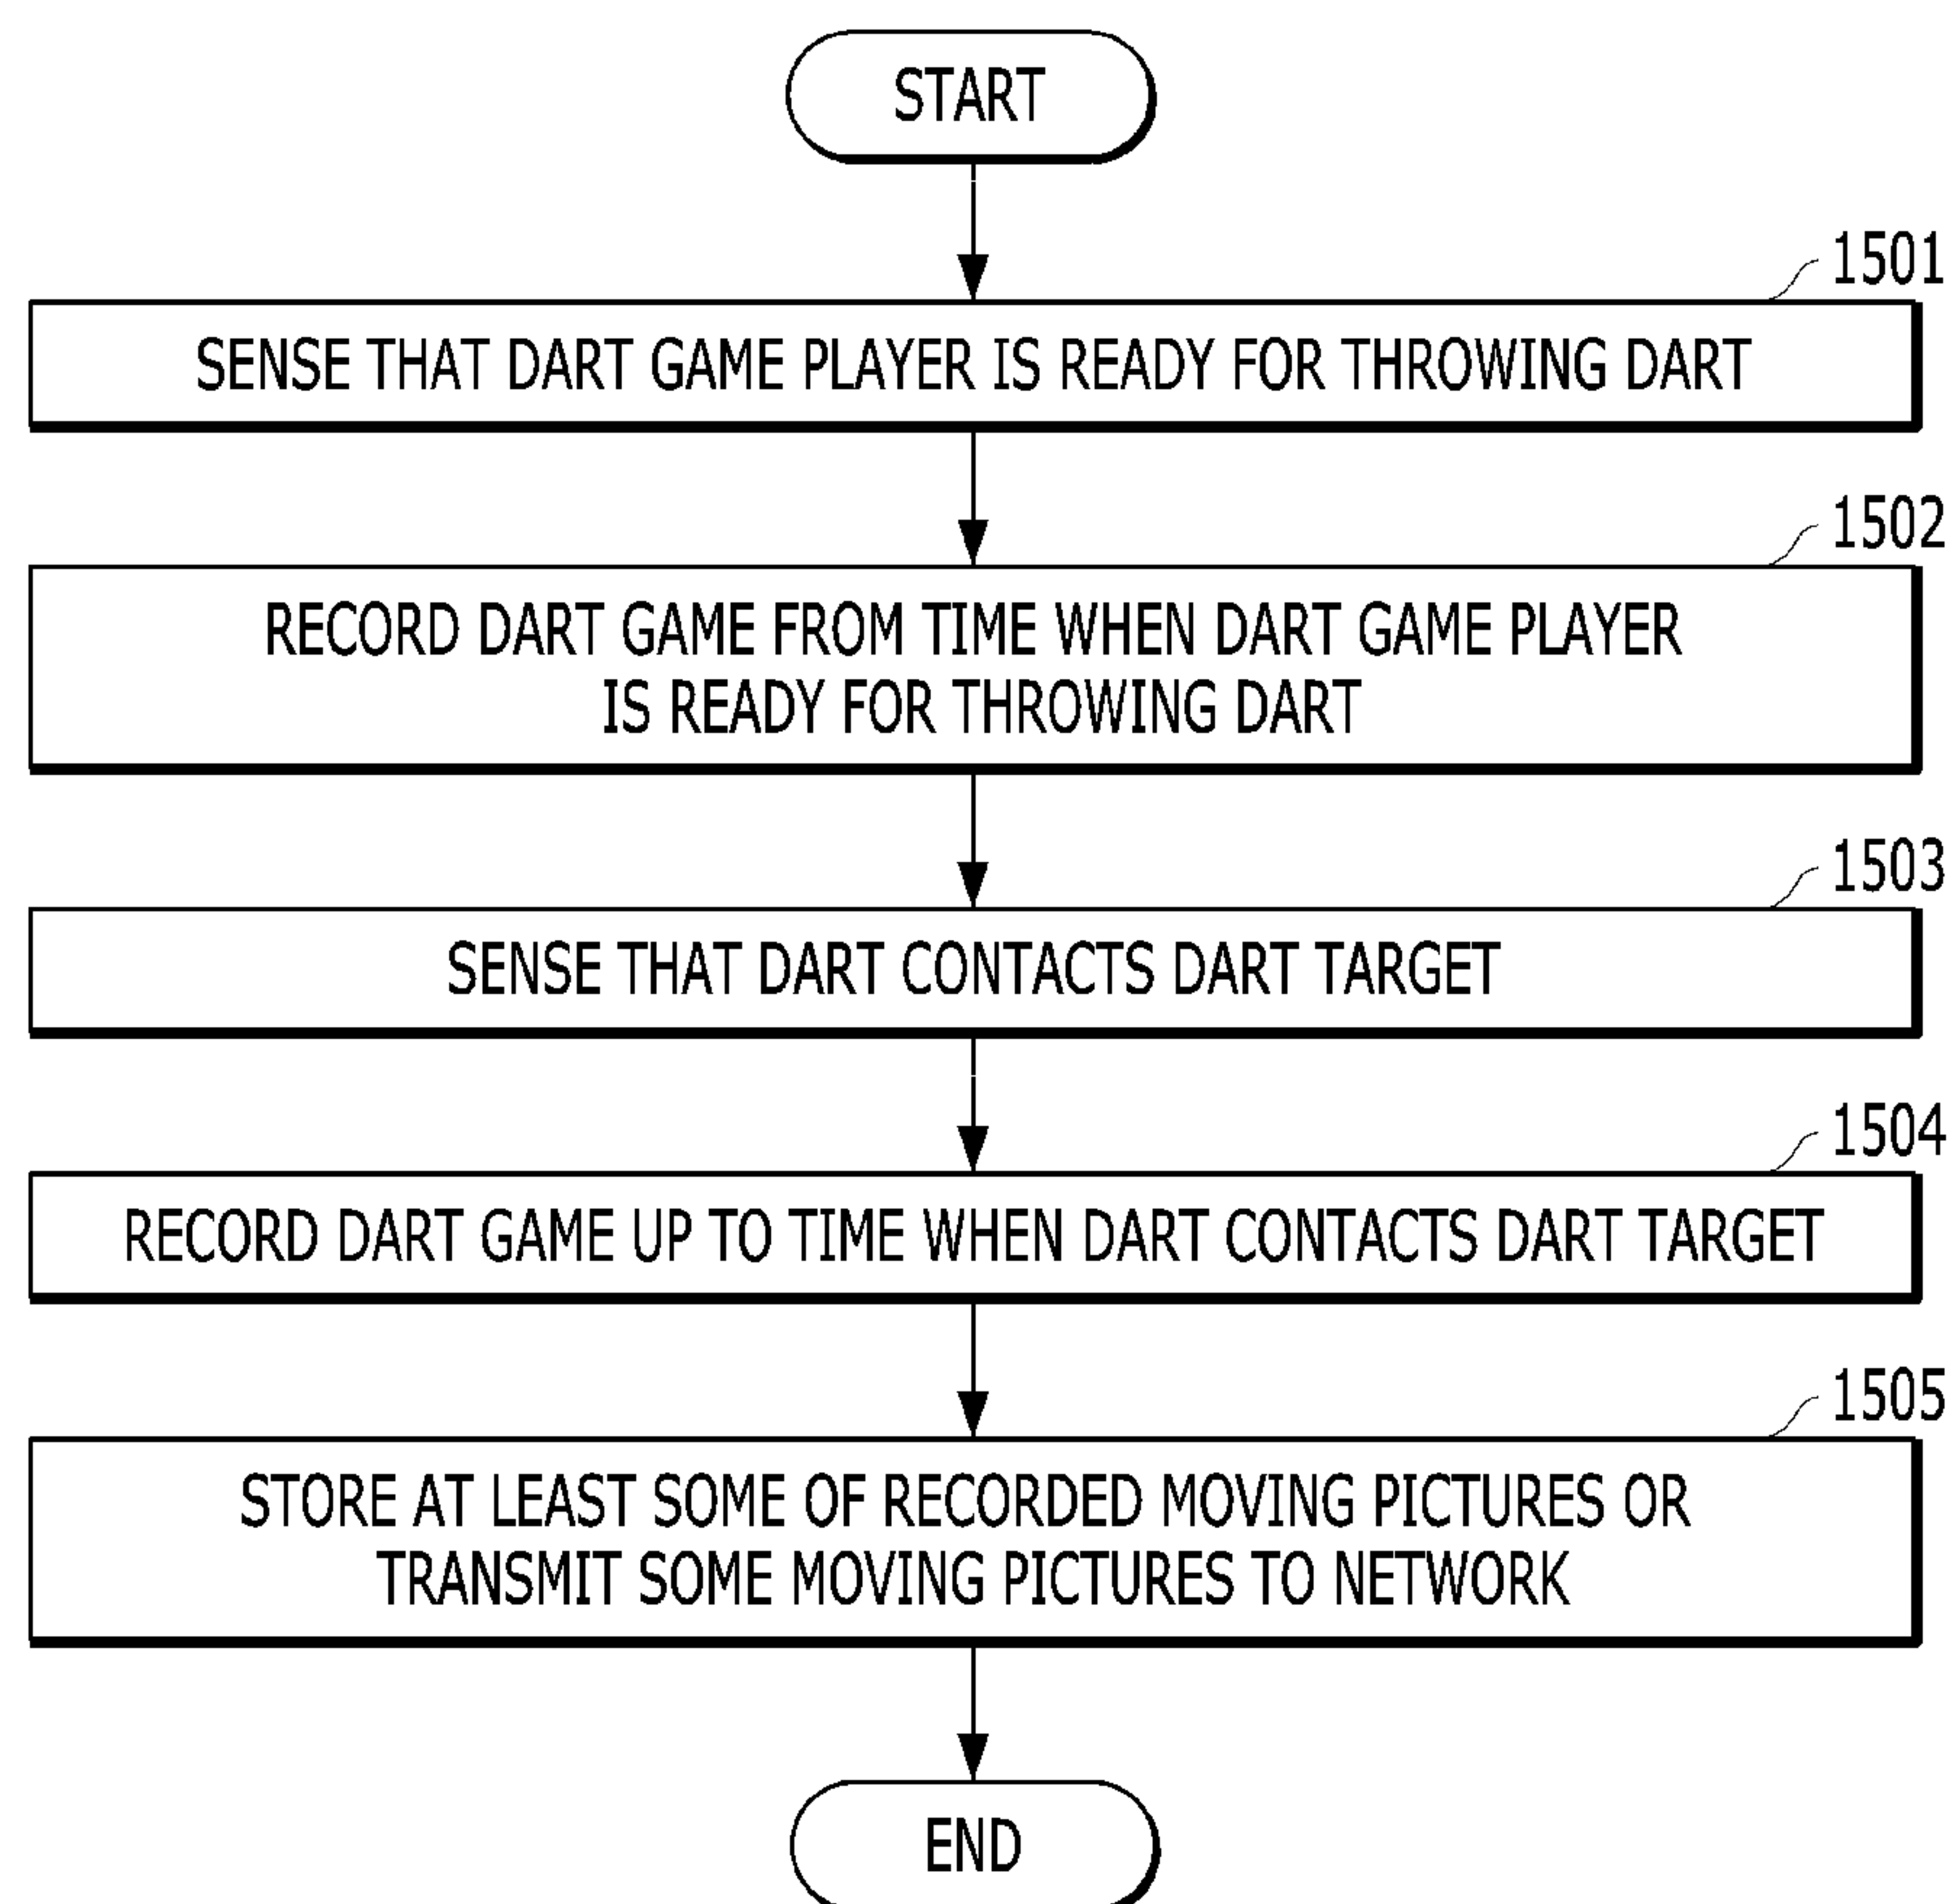 START
1501
SENSE THAT DART GAME PLAYER IS READY FOR THROWING DART
1502
RECORD DART GAME FROM TIME WHEN DART GAME PLAYER
IS READY FOR THROWING DART
1503
SENSE THAT DART CONTACTS DART TARGET
1504
RECORD DART GAME UP TO TIME WHEN DART CONTACTS DART TARGET
1505
STORE AT LEAST SOME OF RECORDED MOVING PICTURES OR
TRANSMIT SOME MOVING PICTURES TO NETWORK
END